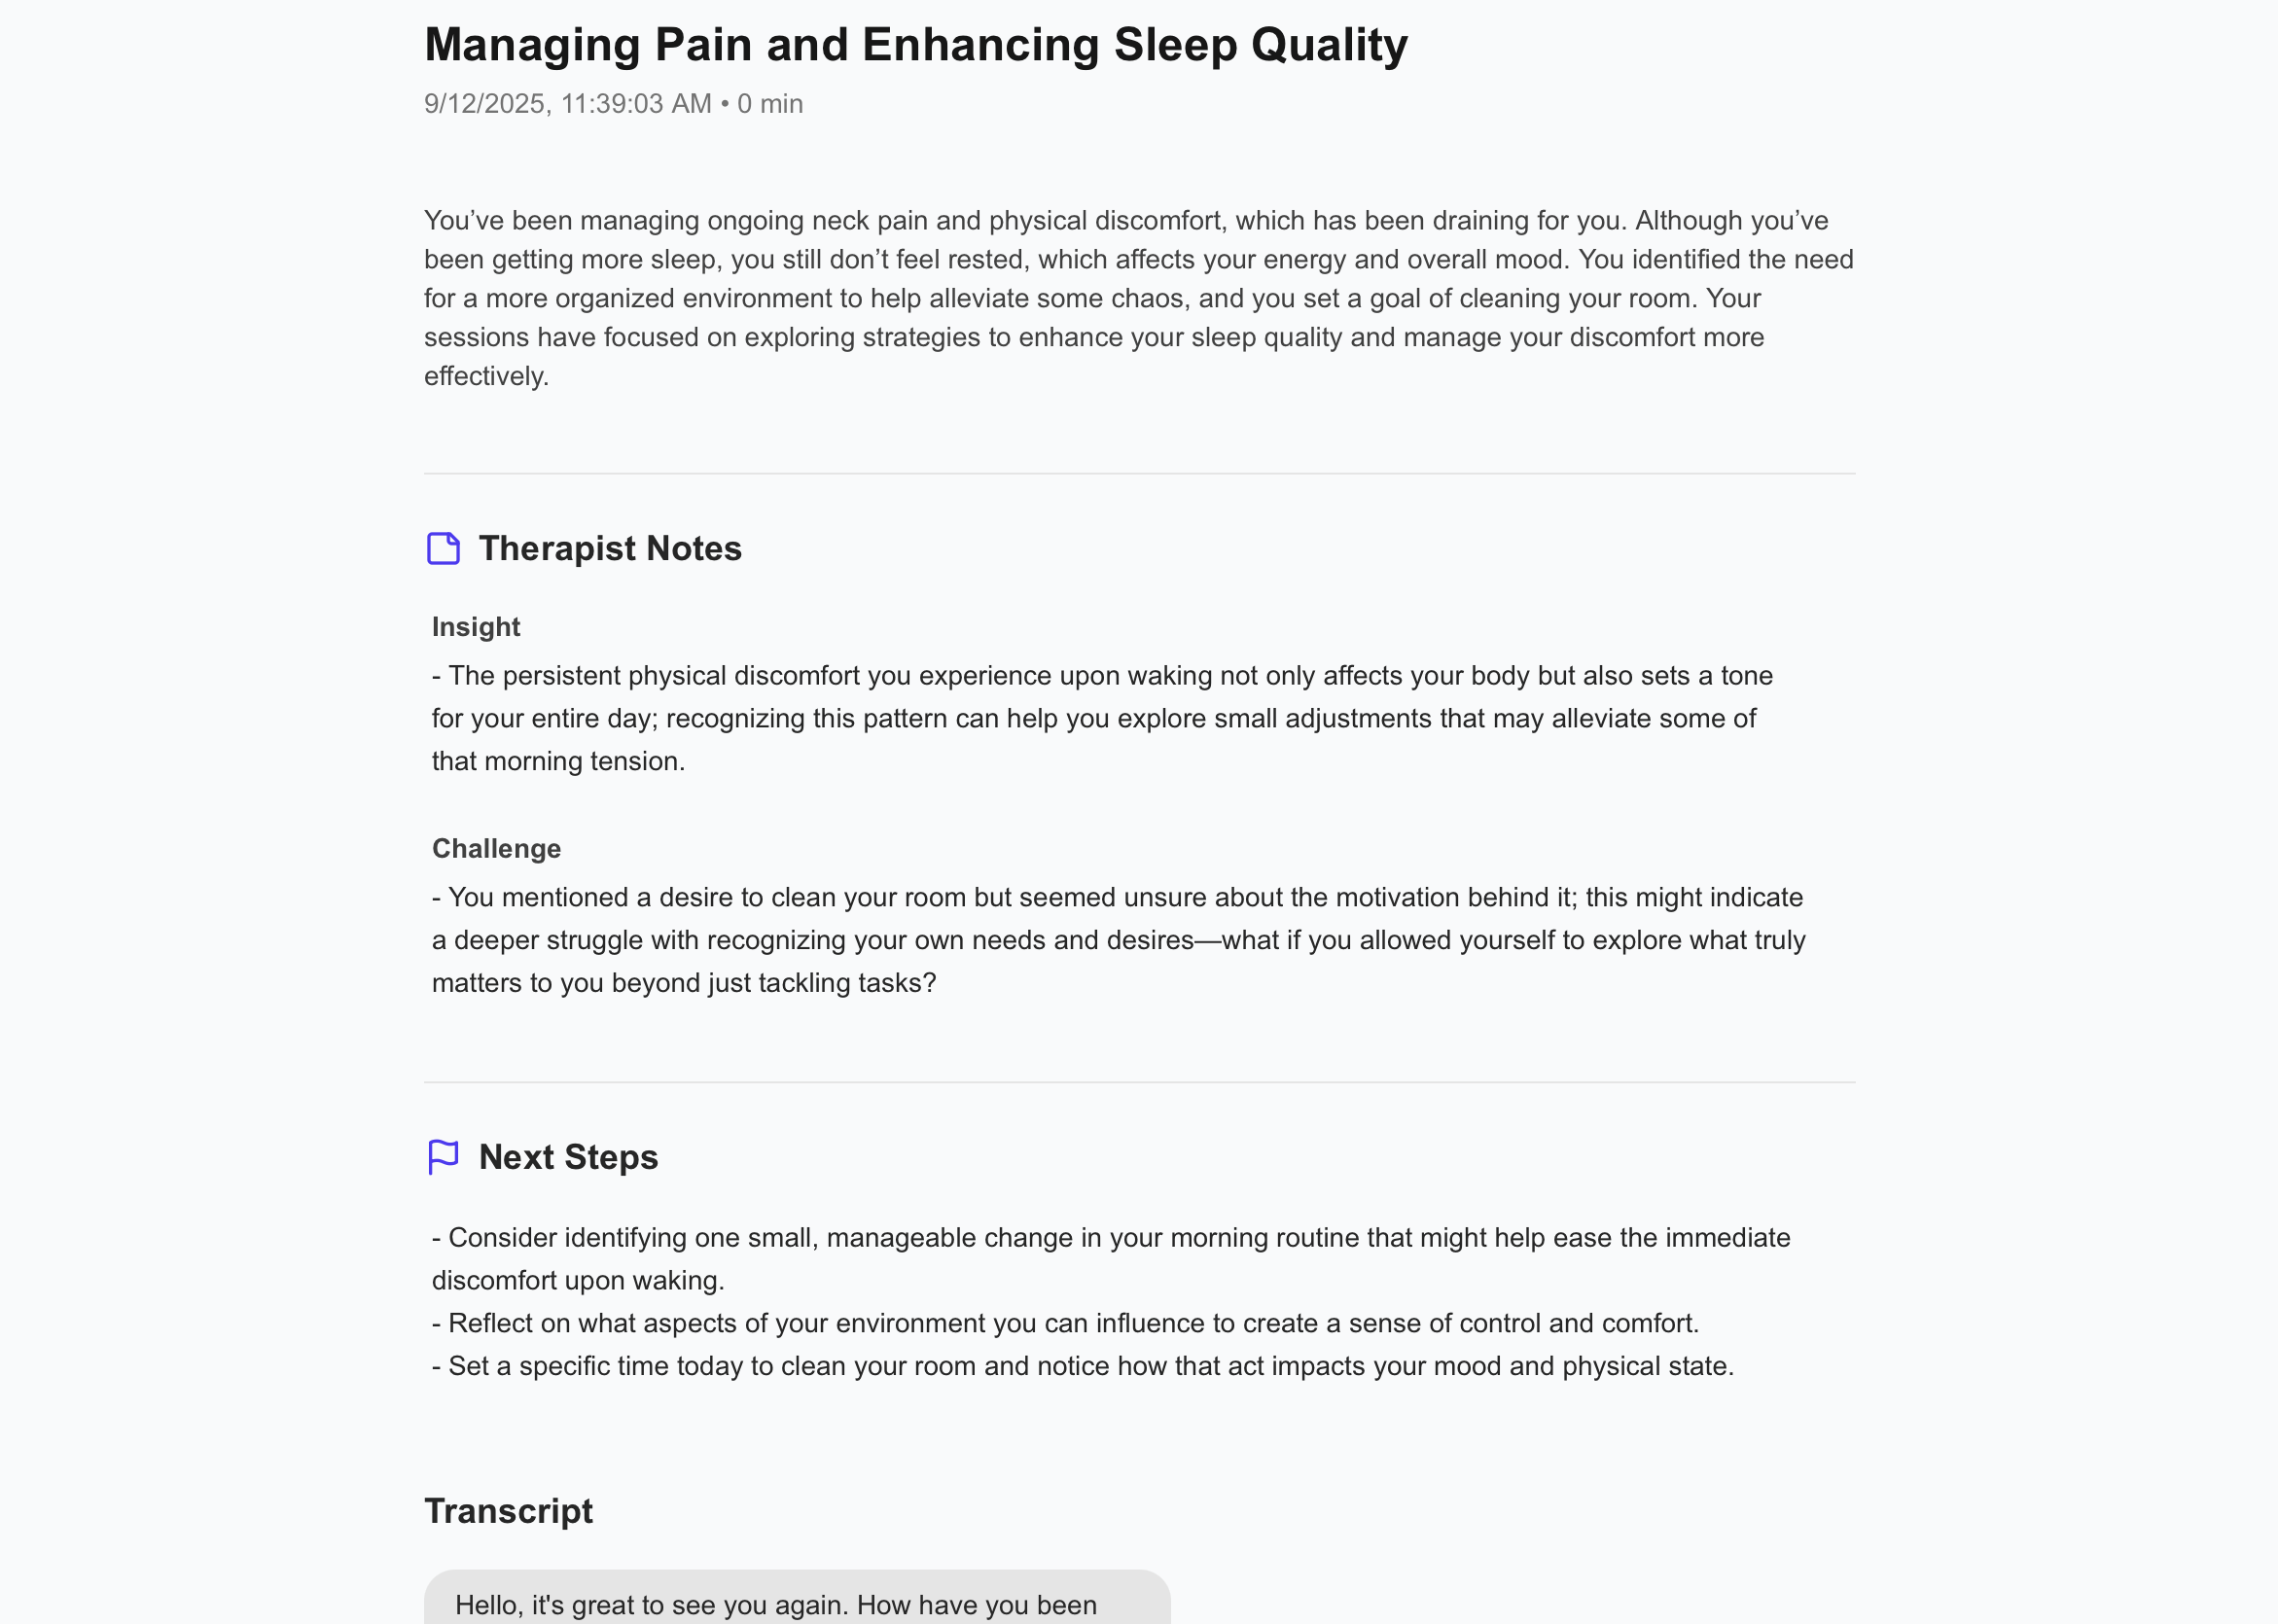 Managing Pain and Enhancing Sleep Quality
9/12/2025, 11:39:03 AM • 0 min
You’ve been managing ongoing neck pain and physical discomfort, which has been draining for you. Although you’ve
been getting more sleep, you still don’t feel rested, which affects your energy and overall mood. You identified the need
for a more organized environment to help alleviate some chaos, and you set a goal of cleaning your room. Your
sessions have focused on exploring strategies to enhance your sleep quality and manage your discomfort more
effectively.
Therapist Notes
Insight
- The persistent physical discomfort you experience upon waking not only affects your body but also sets a tone
for your entire day; recognizing this pattern can help you explore small adjustments that may alleviate some of
that morning tension.
Challenge
- You mentioned a desire to clean your room but seemed unsure about the motivation behind it; this might indicate
a deeper struggle with recognizing your own needs and desires—what if you allowed yourself to explore what truly
matters to you beyond just tackling tasks?
Next Steps
- Consider identifying one small, manageable change in your morning routine that might help ease the immediate
discomfort upon waking.
- Reflect on what aspects of your environment you can influence to create a sense of control and comfort.
- Set a specific time today to clean your room and notice how that act impacts your mood and physical state.
Transcript
Hello, it's great to see you again. How have you been